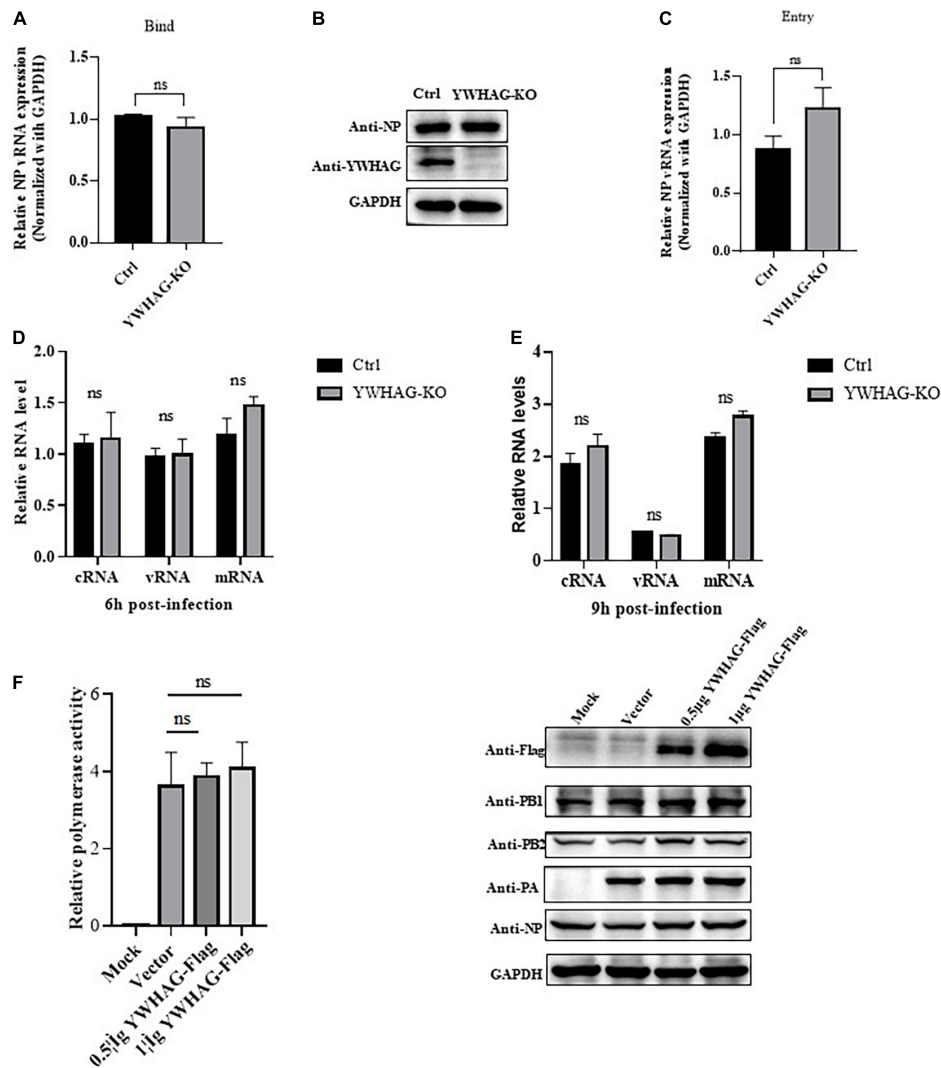 A
Bind
Relative NP vRNA expression
(Normalized with GAPDH)
1.5
1.0
0.5
0.0
ns
Ctrl
YWHAG-KO
B
Ctrl YWHAG-KO
Anti-NP
Anti-YWHAG
GAPDH
C
Entry
Relative NP vRNA expression
(Normalized with GAPDH)
1.5
1.0
0.5
0.0
ns
Ctrl
YWHAG-KO
D
Relative RNA level
2.0
1.5
1.0
0.5
0.0
ns
ns
ns
cRNA vRNA mRNA
6h post-infection
Ctrl
YWHAG-KO
E
Relative RNA levels
4
3
2
1
0
ns
ns
ns
cRNA vRNA mRNA
9h post-infection
Ctrl
YWHAG-KO
F
Relative polymerase activity
6
4
2
0
ns
ns
Mock
Vector
0.5¦Ìg YWHAG-Flag
1¦Ìg YWHAG-Flag
Mock
Vector
0.5µg YWHAG-Flag
1µg YWHAG-Flag
Anti-Flag
Anti-PB1
Anti-PB2
Anti-PA
Anti-NP
GAPDH